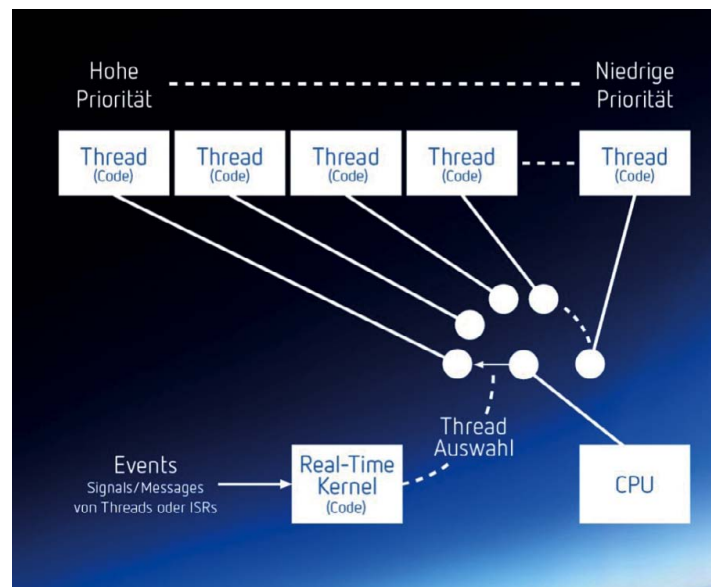 Hohe
Priorität
Niedrige
Priorität
Thread
(Code)
Thread
(Code)
Thread
(Code)
Thread
(Code)
Thread
(Code)
Thread
Auswahl
Events
Signals/Messages
von Threads oder ISRs
Real-Time
Kernel
(Code)
CPU